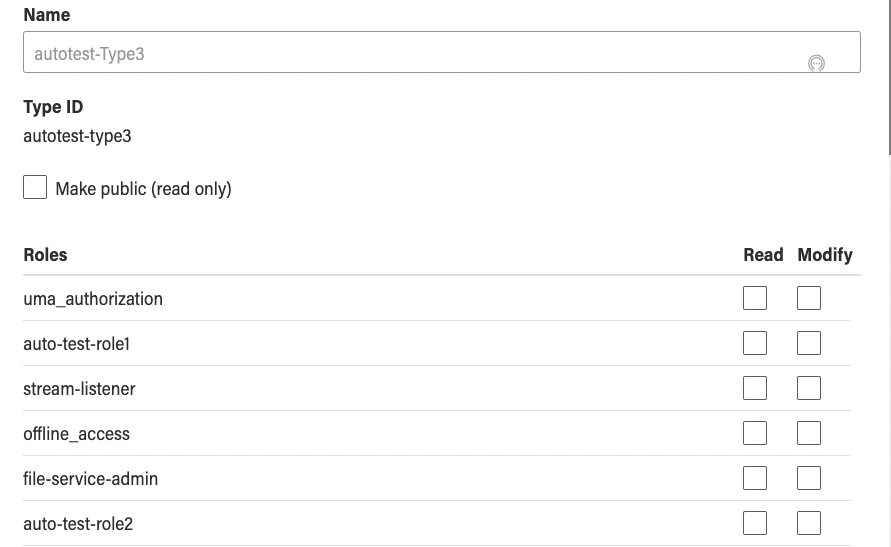 Name
autotest-Type3
Type ID
autotest-type3
Make public (read only)
Roles Read Modify
uma_authorization
auto-test-role1
stream-listener
offline_access
file-service-admin
auto-test-role2